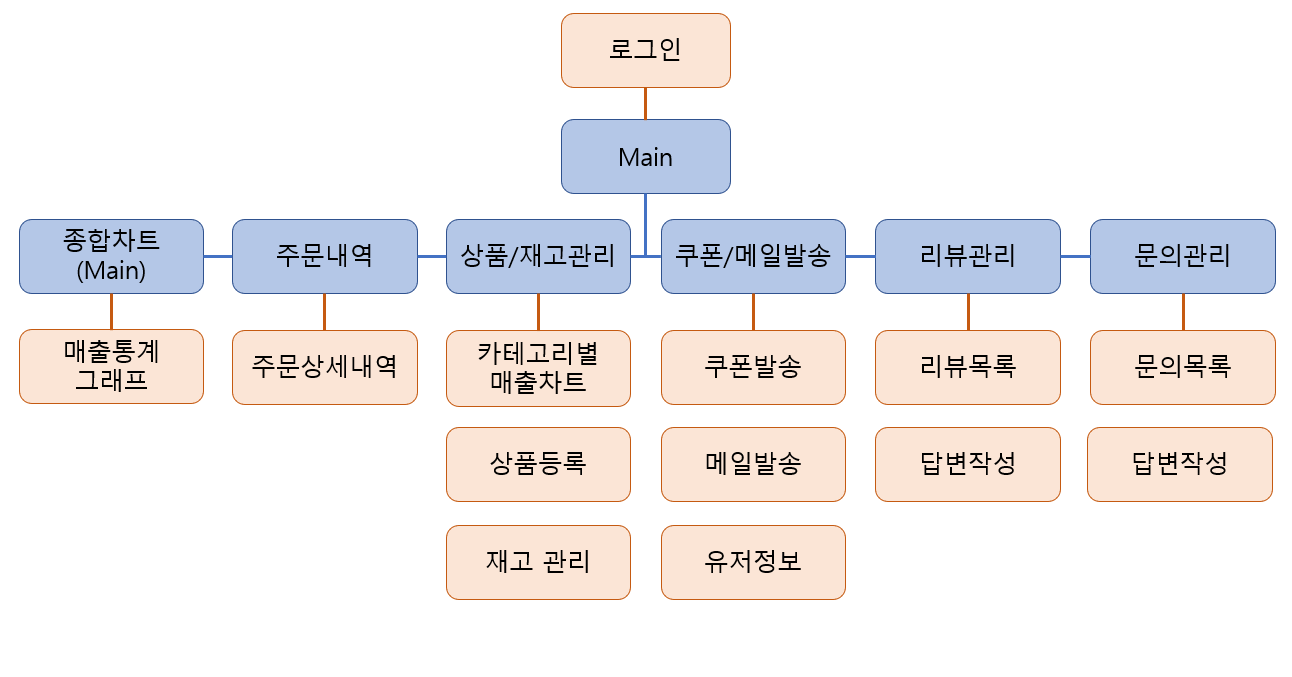 로그인
Main
종합차트
(Main)
주문내역
상품/재고관리
쿠폰/메일발송
리뷰관리
문의관리
매출통계
그래프
주문상세내역
카테고리별
매출차트
쿠폰발송
리뷰목록
문의목록
상품등록
메일발송
답변작성
답변작성
재고 관리
유저정보